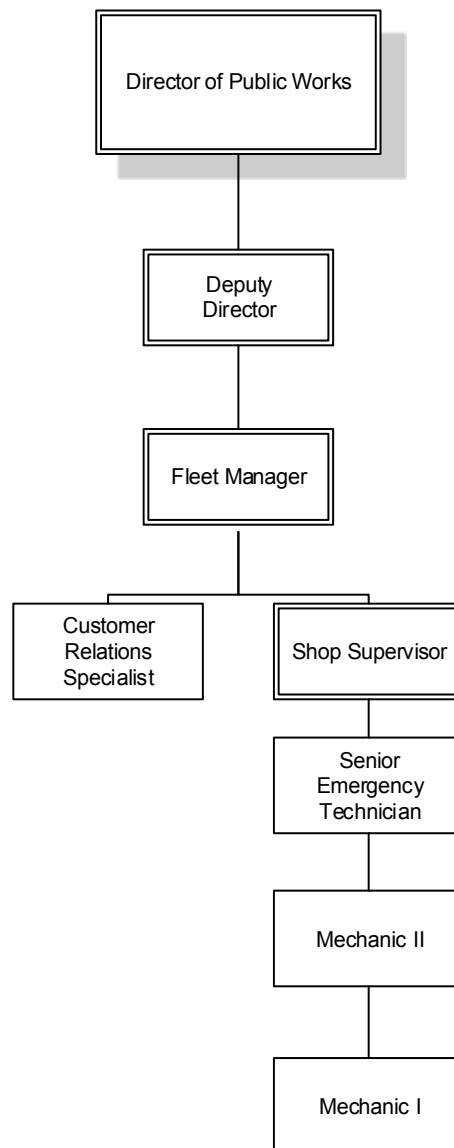 Director of Public Works
Deputy
Director
Fleet Manager
Customer
Relations
Specialist
Shop Supervisor
Senior
Emergency
Technician
Mechanic II
Mechanic I